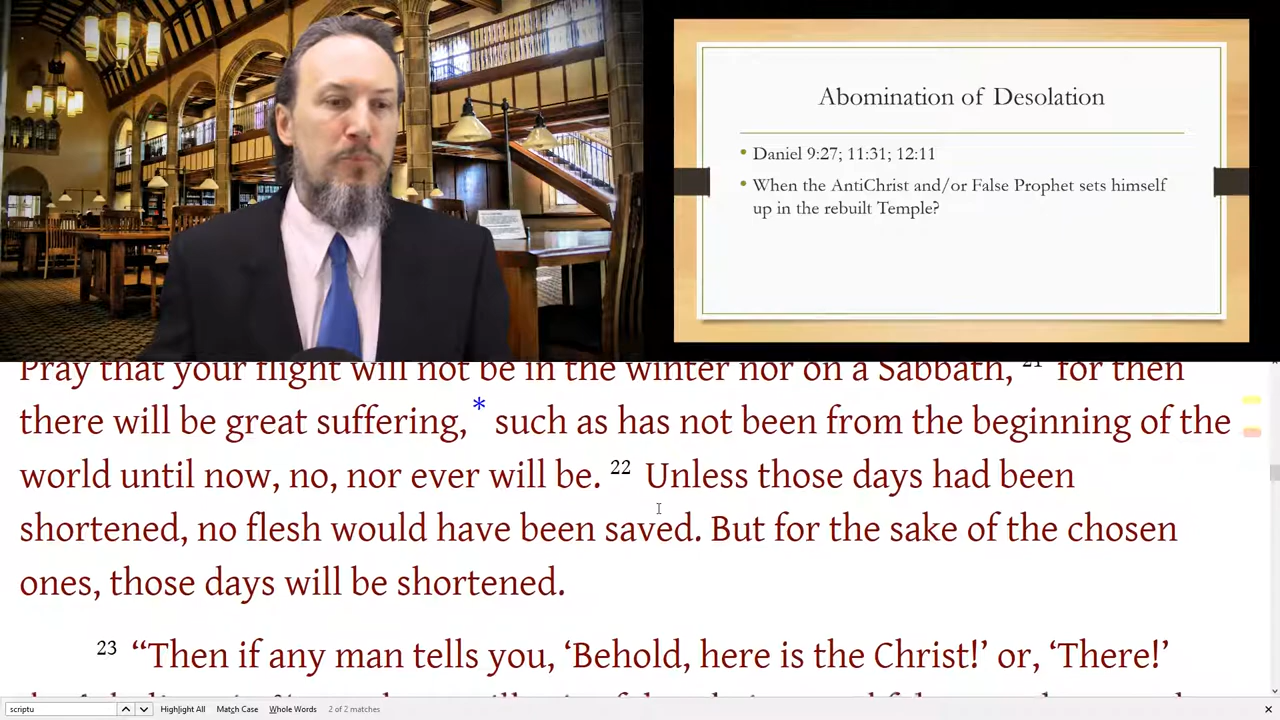 Abomination of Desolation
• Daniel 9:27; 11:31; 12:11
• When the AntiChrist and/or False Prophet sets himself
up in the rebuilt Temple?
Pray that your flight will not be in the winter nor on a Sabbath, 21 for then
there will be great suffering,* such as has not been from the beginning of the
world until now, no, nor ever will be. 22 Unless those days had been
shortened, no flesh would have been saved. But for the sake of the chosen
ones, those days will be shortened.
23 “Then if any man tells you, ‘Behold, here is the Christ!’ or, ‘There!’
scriptu
Highlight All Match Case Whole Words 2 of 2 matches